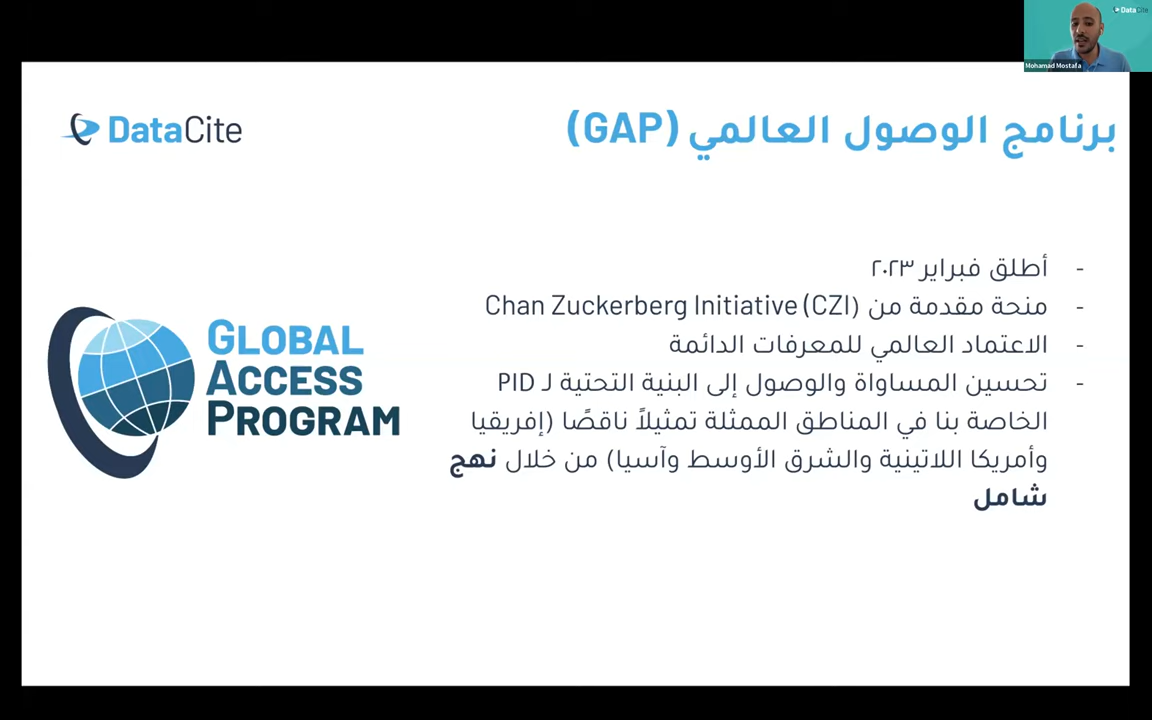 DataCite
Mohamad Mostafa
DataCite
برنامج الوصول العالمي (GAP)
- أطلق فبراير ٢٠٢٣
- منحة مقدمة من Chan Zuckerberg Initiative (CZI)
- الاعتماد العالمي للمعرفات الدائمة
- تحسين المساواة والوصول إلى البنية التحتية لـ PID
الخاصة بنا في المناطق الممثلة تمثيلاً ناقصًا (إفريقيا
وأمريكا اللاتينية والشرق الأوسط وآسيا) من خلال نهج
شامل
GLOBAL
ACCESS
PROGRAM